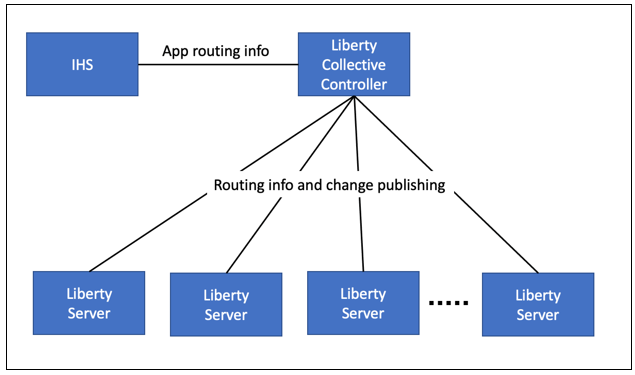 IHS
App routing info
Liberty
Collective
Controller
Routing info and change publishing
Liberty
Server
Liberty
Server
Liberty
Server
.....
Liberty
Server